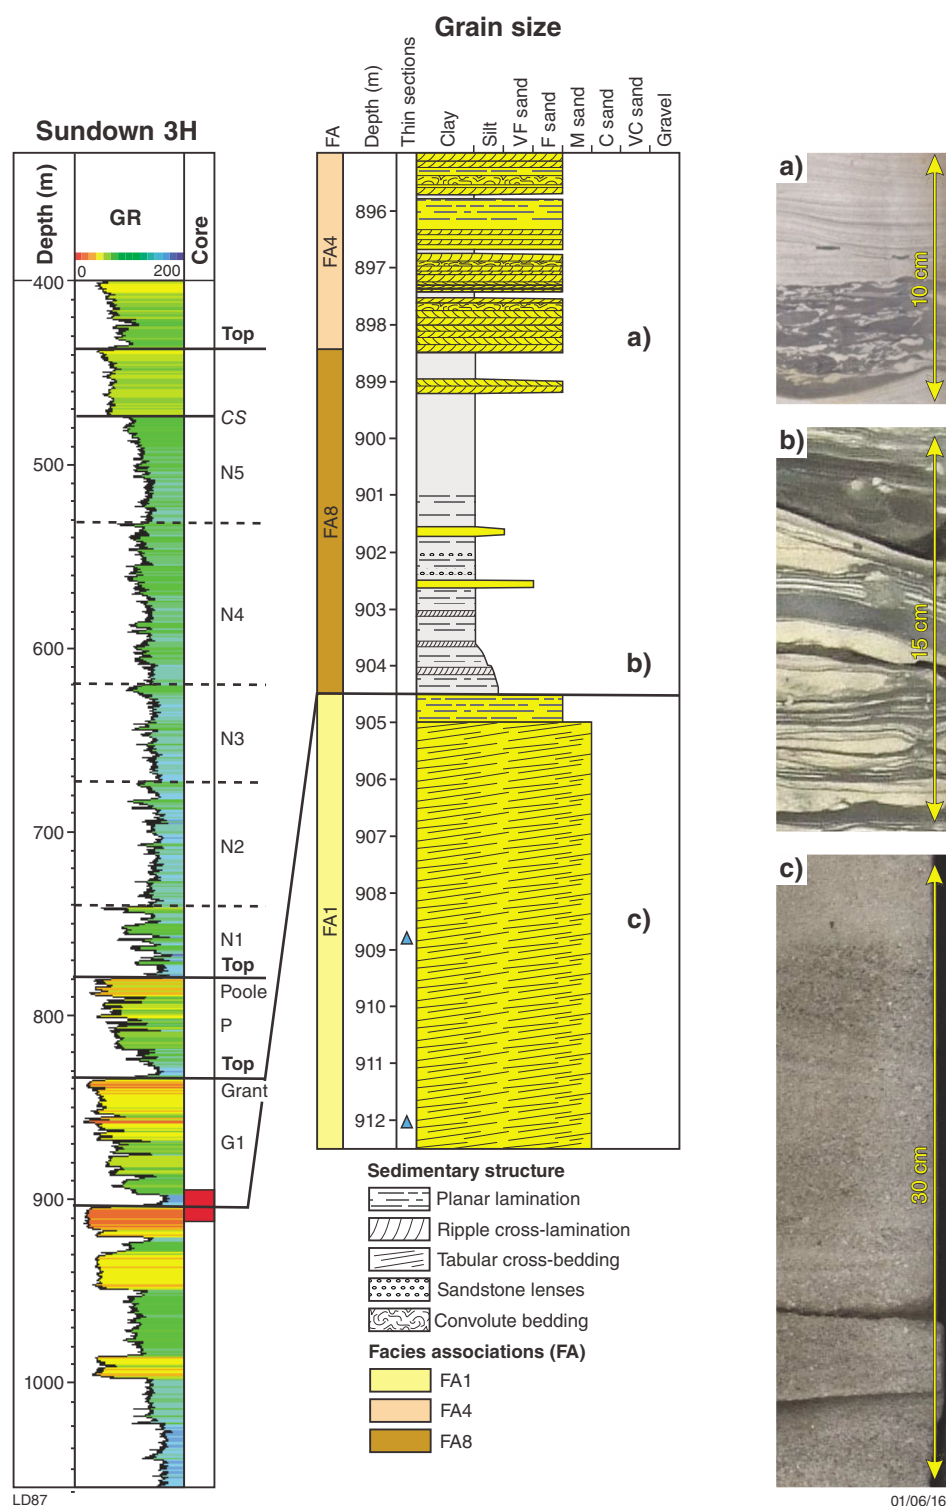 Grain size
Sundown 3H
Depth (m)
GR
Core
0 200
400
500
600
700
800
900
1000
Top
CS
N5
N4
N3
N2
N1
Top
Poole
P
Top
Grant
G1
FA
Depth (m)
Thin sections
Clay
Silt
VF sand
F sand
M sand
C sand
VC sand
Gravel
FA4
FA8
FA1
896
897
898
899
900
901
902
903
904
905
906
907
908
909
910
911
912
a)
b)
c)
Sedimentary structure
Planar lamination
Ripple cross-lamination
Tabular cross-bedding
Sandstone lenses
Convolute bedding
Facies associations (FA)
FA1
FA4
FA8
a)
10 cm
b)
15 cm
c)
30 cm
LD87
01/06/16